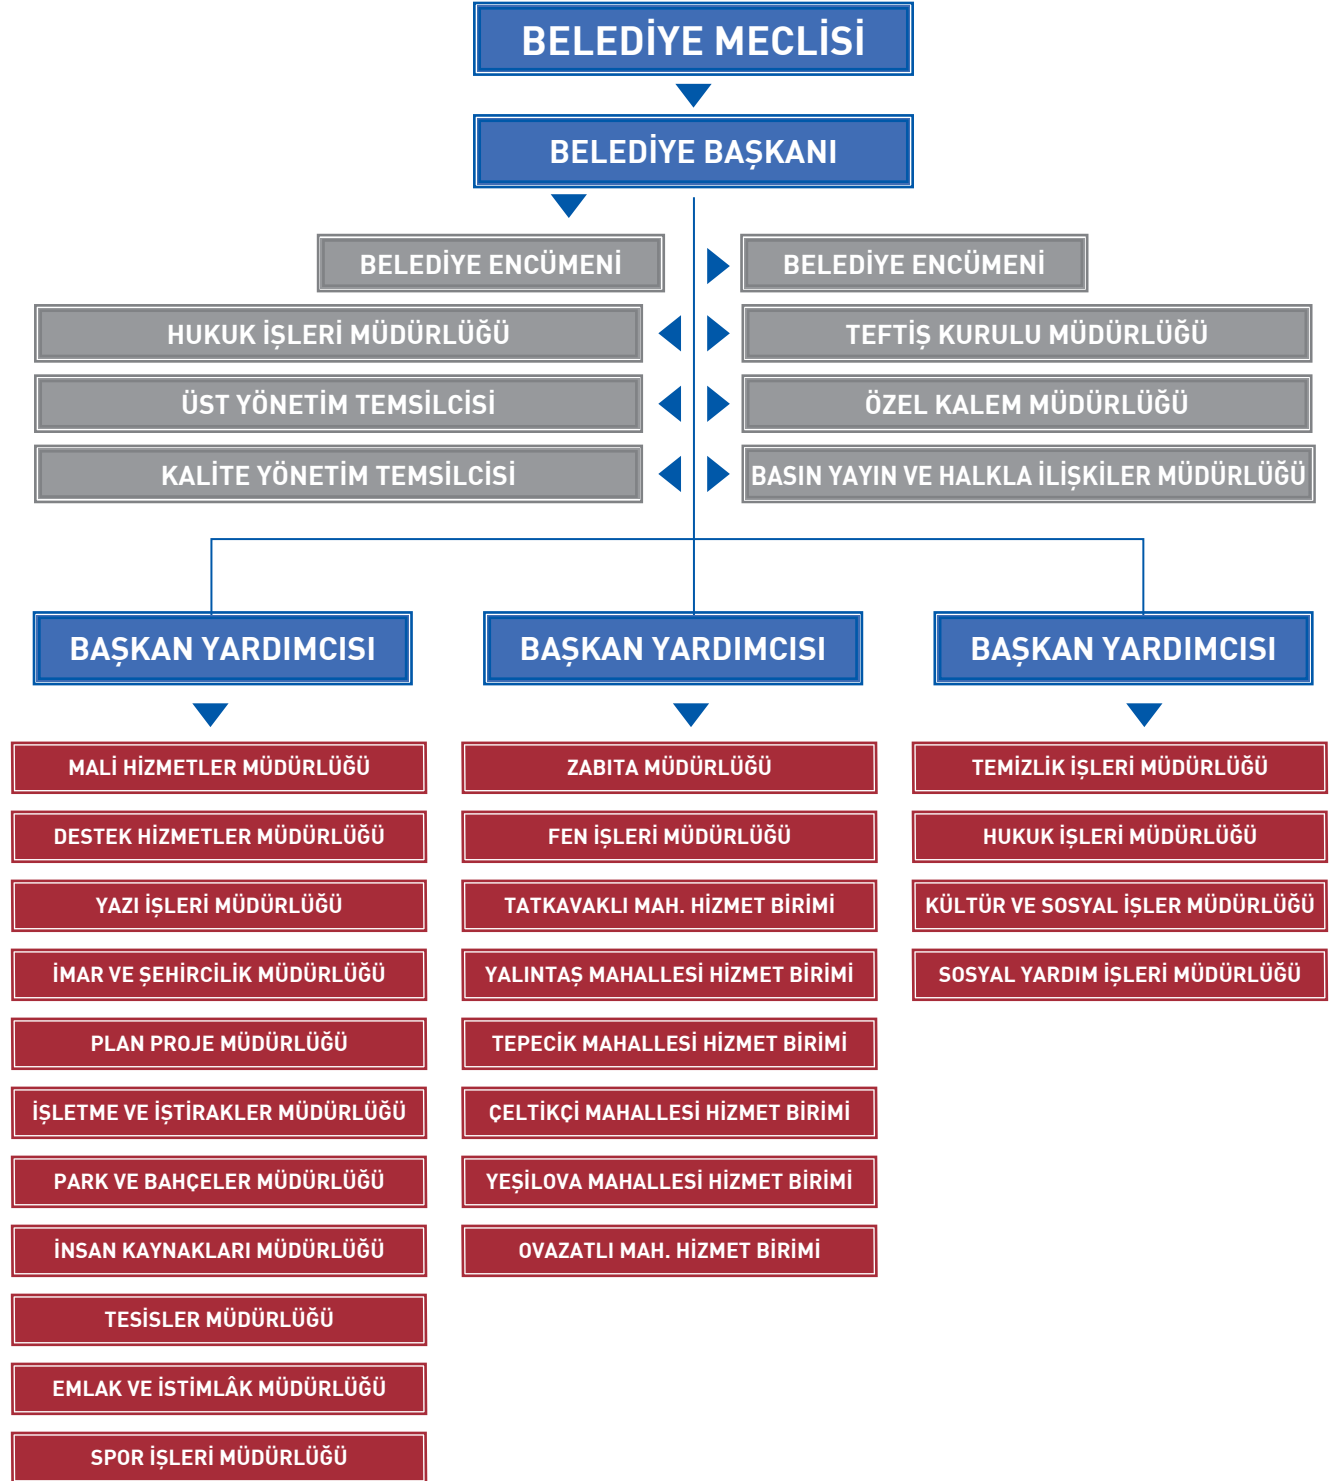 BELEDİYE MECLİSİ
BELEDİYE BAŞKANI
BELEDİYE ENCÜMENİ
BELEDİYE ENCÜMENİ
HUKUK İŞLERİ MÜDÜRLÜĞÜ
TEFTİŞ KURULU MÜDÜRLÜĞÜ
ÜST YÖNETİM TEMSİLCİSİ
ÖZEL KALEM MÜDÜRLÜĞÜ
KALİTE YÖNETİM TEMSİLCİSİ
BASIN YAYIN VE HALKLA İLİŞKİLER MÜDÜRLÜĞÜ
BAŞKAN YARDIMCISI
MALİ HİZMETLER MÜDÜRLÜĞÜ
DESTEK HİZMETLER MÜDÜRLÜĞÜ
YAZI İŞLERİ MÜDÜRLÜĞÜ
İMAR VE ŞEHİRCİLİK MÜDÜRLÜĞÜ
PLAN PROJE MÜDÜRLÜĞÜ
İŞLETME VE İŞTİRAKLER MÜDÜRLÜĞÜ
PARK VE BAHÇELER MÜDÜRLÜĞÜ
İNSAN KAYNAKLARI MÜDÜRLÜĞÜ
TESİSLER MÜDÜRLÜĞÜ
EMLAK VE İSTİMLÂK MÜDÜRLÜĞÜ
SPOR İŞLERİ MÜDÜRLÜĞÜ
BAŞKAN YARDIMCISI
ZABITA MÜDÜRLÜĞÜ
FEN İŞLERİ MÜDÜRLÜĞÜ
TATKAVAKLI MAH. HİZMET BİRİMİ
YALINTAŞ MAHALLESİ HİZMET BİRİMİ
TEPECİK MAHALLESİ HİZMET BİRİMİ
ÇELTİKÇİ MAHALLESİ HİZMET BİRİMİ
YEŞİLOVA MAHALLESİ HİZMET BİRİMİ
OVAZATLI MAH. HİZMET BİRİMİ
BAŞKAN YARDIMCISI
TEMİZLİK İŞLERİ MÜDÜRLÜĞÜ
HUKUK İŞLERİ MÜDÜRLÜĞÜ
KÜLTÜR VE SOSYAL İŞLER MÜDÜRLÜĞÜ
SOSYAL YARDIM İŞLERİ MÜDÜRLÜĞÜ